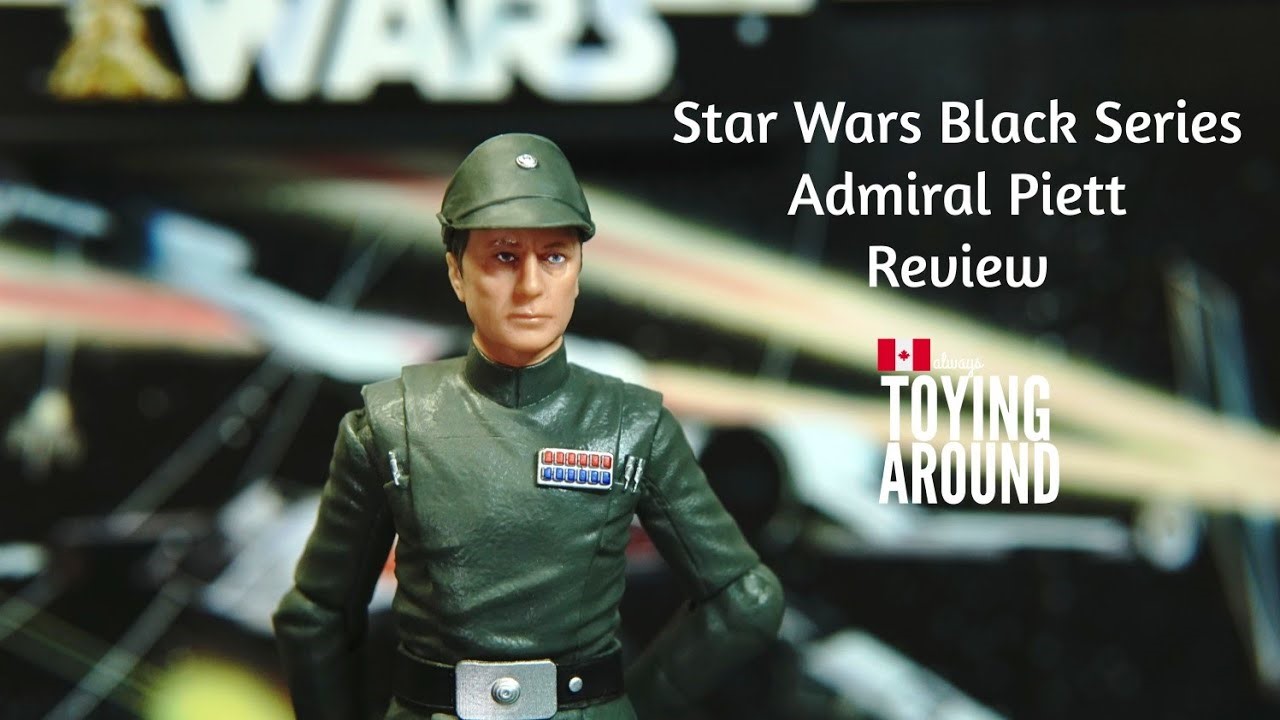 WARS
Star Wars Black Series
Admiral Piett
Review
always
TOYING
AROUND